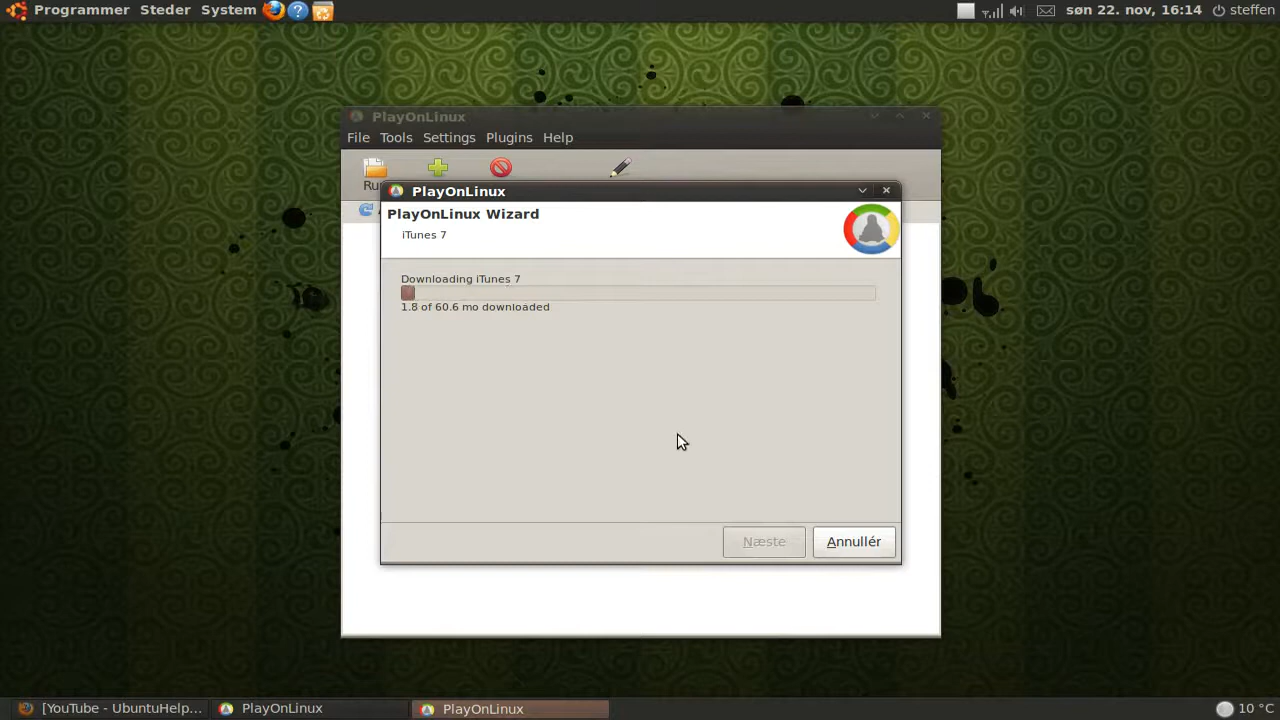 Programmer Steder System søn 22. nov, 16:14 steffen
PlayOnLinux
File Tools Settings Plugins Help
PlayOnLinux
PlayOnLinux Wizard
iTunes 7
Downloading iTunes 7
1.8 of 60.6 mo downloaded
Næste Annullér
[YouTube - UbuntuHelp... PlayOnLinux PlayOnLinux 10 °C